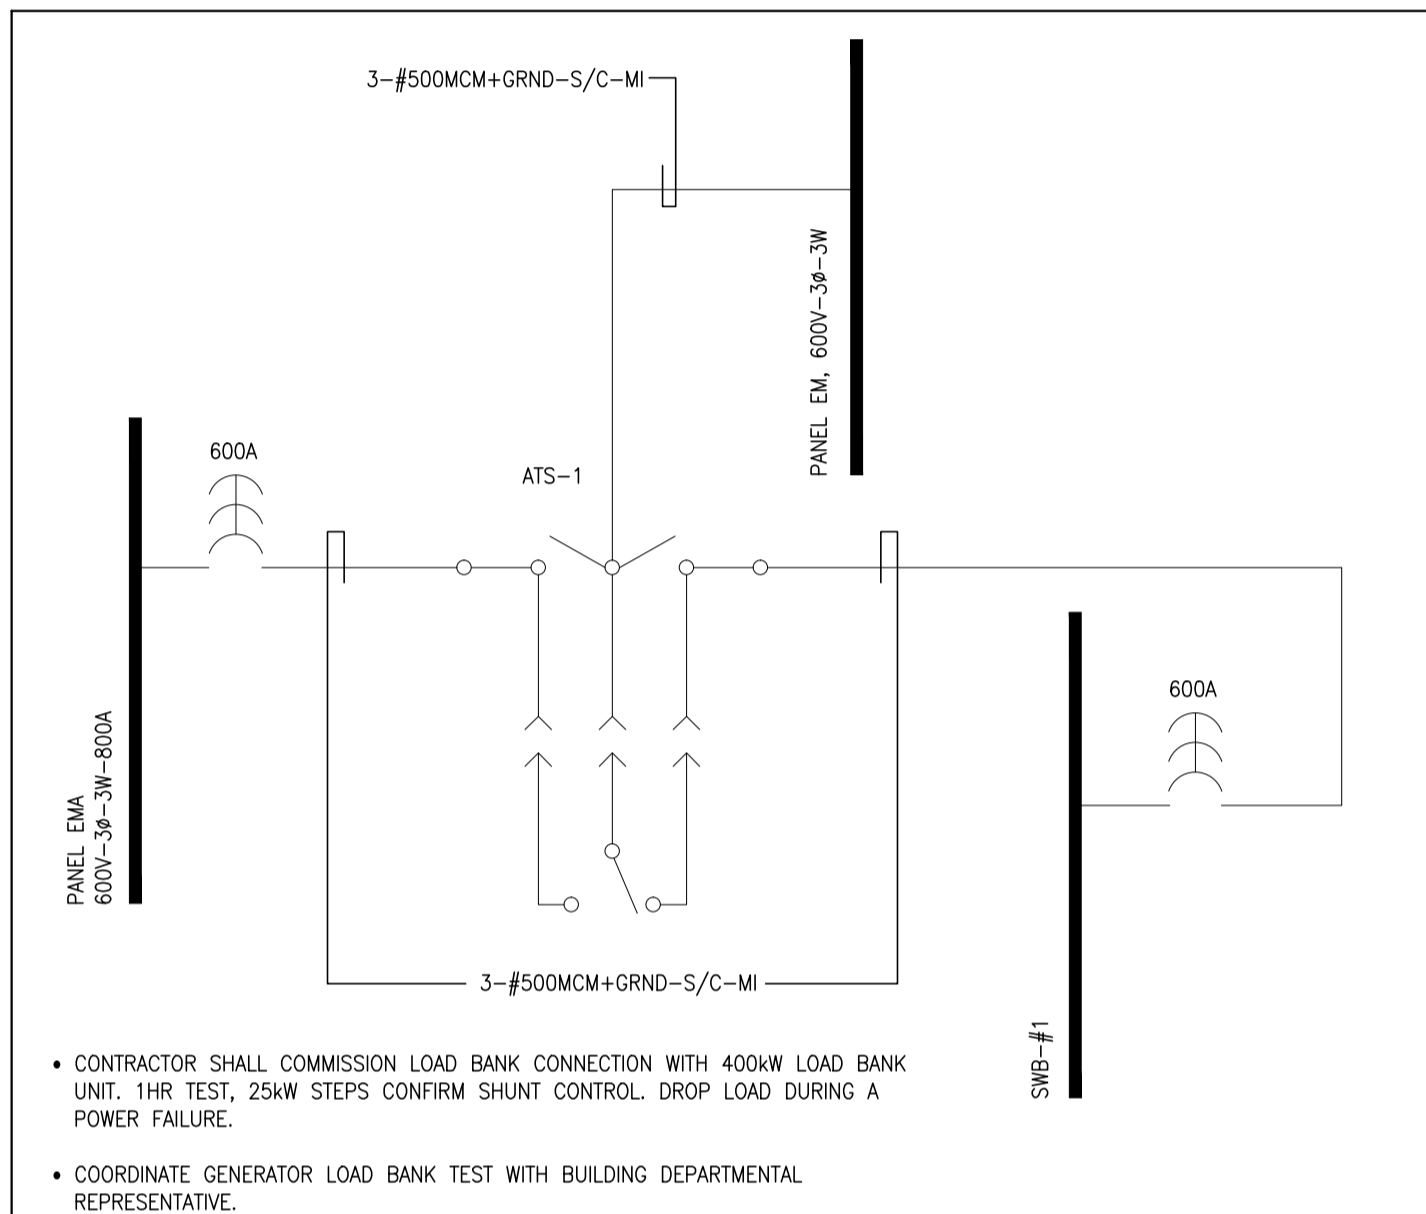 3-#500MCM+GRND-S/C-MI
PANEL EM, 600V-3ø-3W
600A
ATS-1
600A
PANEL EMA
600V-3ø-3W-800A
3-#500MCM+GRND-S/C-MI
SWB-#1
• CONTRACTOR SHALL COMMISSION LOAD BANK CONNECTION WITH 400kW LOAD BANK
UNIT. 1HR TEST, 25kW STEPS CONFIRM SHUNT CONTROL. DROP LOAD DURING A
POWER FAILURE.
• COORDINATE GENERATOR LOAD BANK TEST WITH BUILDING DEPARTMENTAL
REPRESENTATIVE.